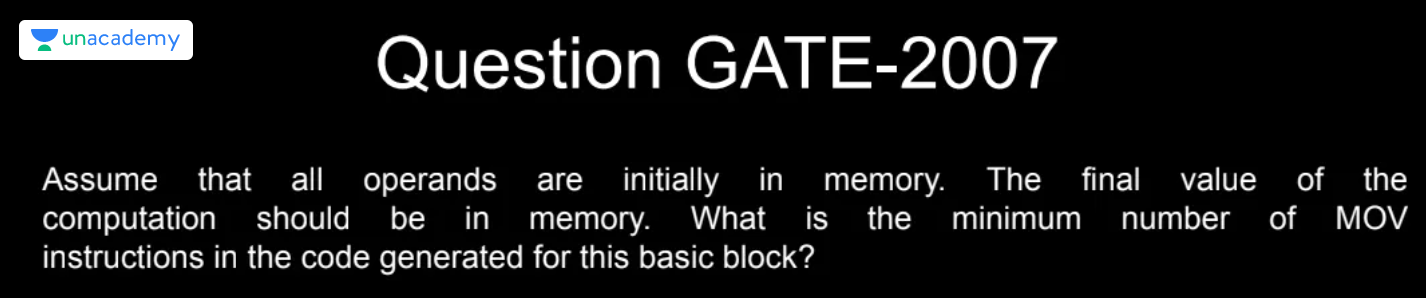 unacademy
Question GATE-2007
Assume that all operands are initially in memory. The final value of the
computation should be in memory. What is the minimum number of MOV
instructions in the code generated for this basic block?